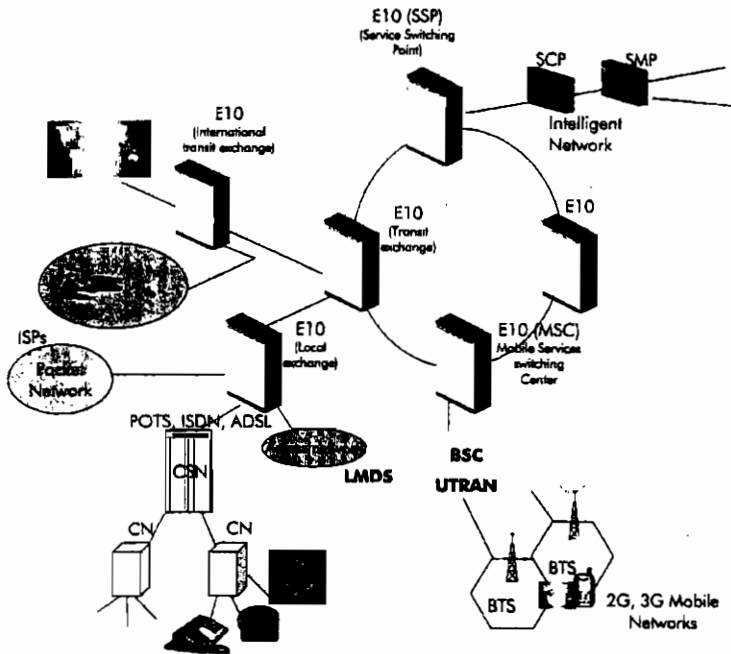 E10 (SSP)
(Service Switching
Point)
SCP
SMP
Intelligent
Network
E10
(International
transit exchange)
E10
(Transit
exchange)
E10
E10
(Local
exchange)
E10 (MSC)
Mobile Services
switching
Center
ISPs
Packet
Network
POTS, ISDN, ADSL
LMDS
BSC
UTRAN
CSN
CN
CN
BTS
BTS
2G, 3G Mobile
Networks